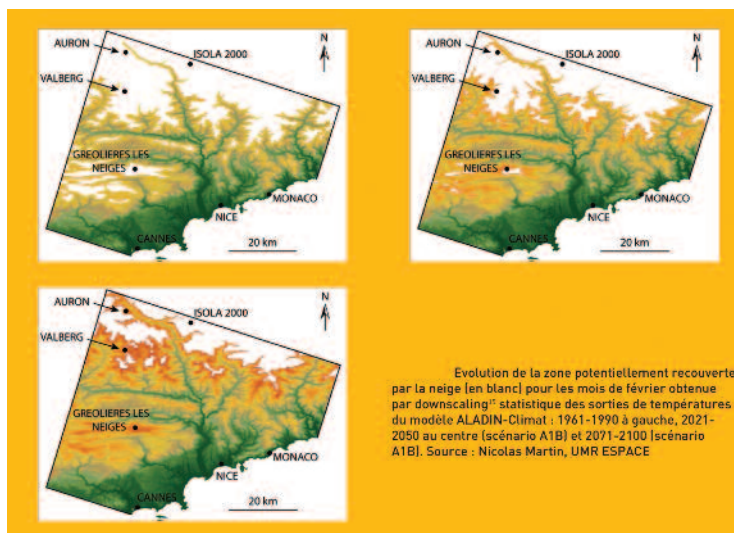 AURON
ISOLA 2000
N
VALBERG
GREOLIERES LES
NEIGES
MONACO
NICE
CANNES
20 km
AURON
ISOLA 2000
N
VALBERG
GREOLIERES LES
NEIGES
MONACO
NICE
CANNES
20 km
AURON
ISOLA 2000
N
VALBERG
GREOLIERES LES
NEIGES
MONACO
NICE
CANNES
20 km
Evolution de la zone potentiellement recouverte
par la neige (en blanc) pour les mois de février obtenue
par downscaling statistique des sorties de températures
du modèle ALADIN-Climat : 1961-1990 à gauche, 2021-
2050 au centre (scénario A1B) et 2071-2100 (scénario
A1B). Source : Nicolas Martin, UMR ESPACE